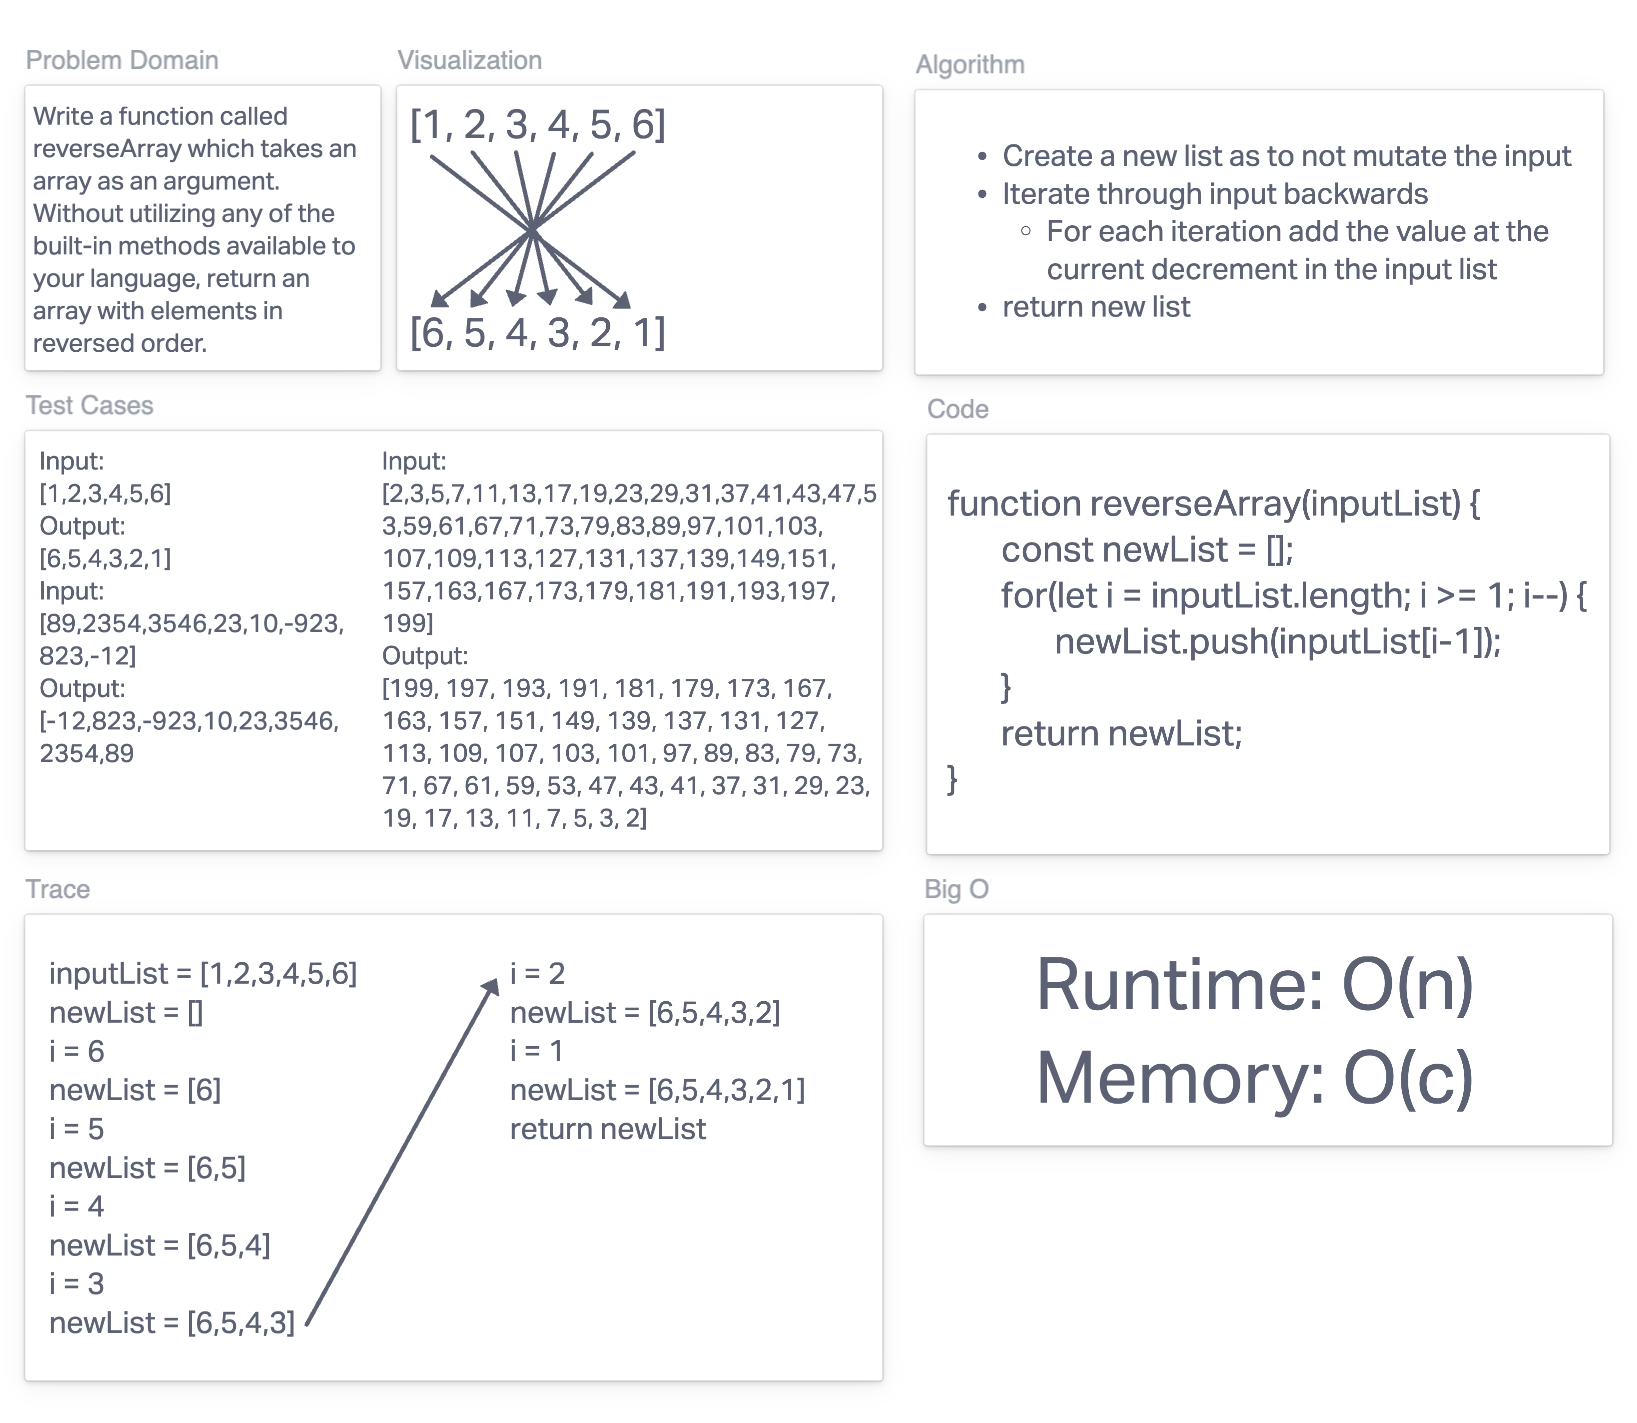 Problem Domain
Write a function called
reverseArray which takes an
array as an argument.
Without utilizing any of the
built-in methods available to
your language, return an
array with elements in
reversed order.
Visualization
[1, 2, 3, 4, 5, 6]
[6, 5, 4, 3, 2, 1]
Algorithm
• Create a new list as to not mutate the input
• Iterate through input backwards
◦ For each iteration add the value at the
current decrement in the input list
• return new list
Test Cases
Input:
[1,2,3,4,5,6]
Output:
[6,5,4,3,2,1]
Input:
[89,2354,3546,23,10,-923,
823,-12]
Output:
[-12,823,-923,10,23,3546,
2354,89
Input:
[2,3,5,7,11,13,17,19,23,29,31,37,41,43,47,5
3,59,61,67,71,73,79,83,89,97,101,103,
107,109,113,127,131,137,139,149,151,
157,163,167,173,179,181,191,193,197,
199]
Output:
[199, 197, 193, 191, 181, 179, 173, 167,
163, 157, 151, 149, 139, 137, 131, 127,
113, 109, 107, 103, 101, 97, 89, 83, 79, 73,
71, 67, 61, 59, 53, 47, 43, 41, 37, 31, 29, 23,
19, 17, 13, 11, 7, 5, 3, 2]
Code
function reverseArray(inputList) {
const newList = [];
for(let i = inputList.length; i >= 1; i--) {
newList.push(inputList[i-1]);
}
return newList;
}
Trace
inputList = [1,2,3,4,5,6]
newList = []
i = 6
newList = [6]
i = 5
newList = [6,5]
i = 4
newList = [6,5,4]
i = 3
newList = [6,5,4,3]
i = 2
newList = [6,5,4,3,2]
i = 1
newList = [6,5,4,3,2,1]
return newList
Big O
Runtime: O(n)
Memory: O(c)